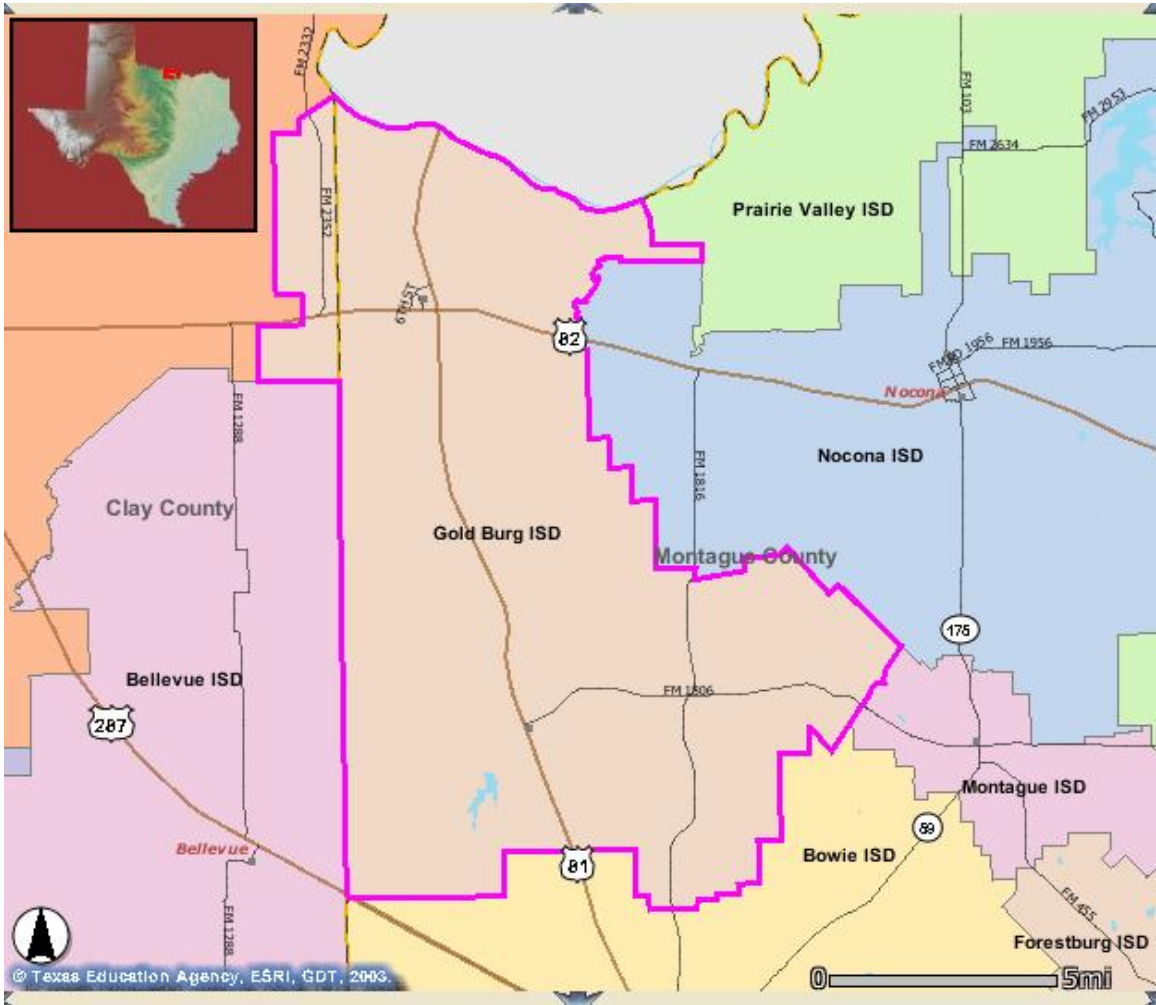 FM 2332
FM 103
FM 2953
FM 2634
Prairie Valley ISD
FM 2352
82
FM 1956
FM 1956
Nocona
FM 1288
Nocona ISD
FM 1816
Clay County
Gold Burg ISD
Montague County
175
Bellevue ISD
FM 1806
287
Montague ISD
Bellevue
81
Bowie ISD
59
FM 455
FM 1288
Forestburg ISD
© Texas Education Agency, ESRI, GDT, 2003.
0 5mi